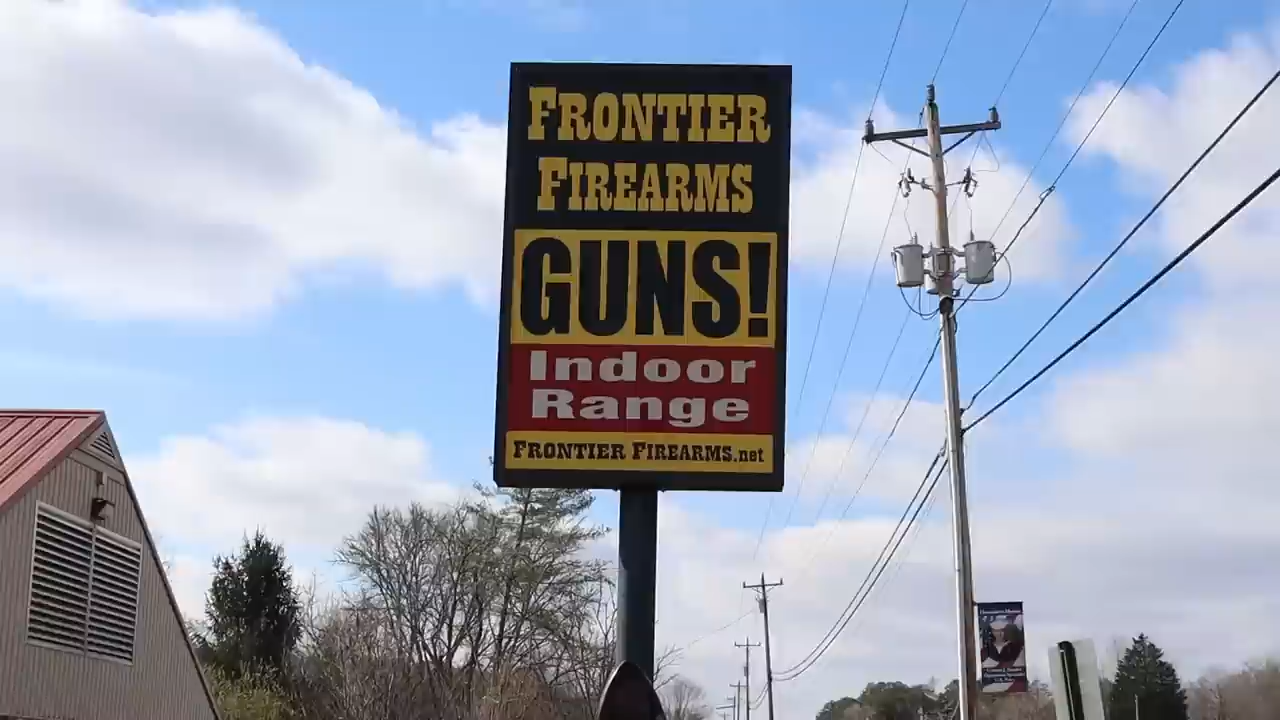 FRONTIER
FIREARMS
GUNS!
Indoor
Range
FRONTIER FIREARMS.net